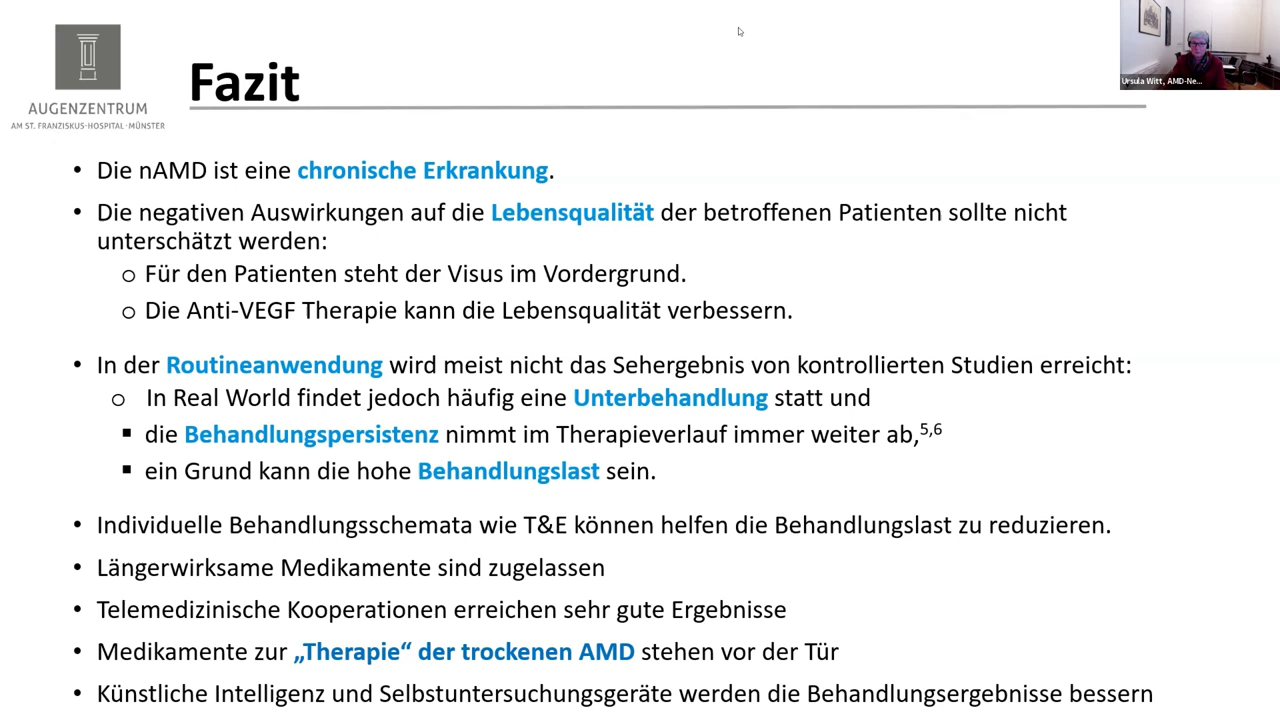 AUGENZENTRUM
AM ST. FRANZISKUS-HOSPITAL·MÜNSTER
Fazit
Ursula Witt, AMD-Ne...
• Die nAMD ist eine chronische Erkrankung.
• Die negativen Auswirkungen auf die Lebensqualität der betroffenen Patienten sollte nicht
unterschätzt werden:
o Für den Patienten steht der Visus im Vordergrund.
o Die Anti-VEGF Therapie kann die Lebensqualität verbessern.
• In der Routineanwendung wird meist nicht das Sehergebnis von kontrollierten Studien erreicht:
o In Real World findet jedoch häufig eine Unterbehandlung statt und
▪ die Behandlungspersistenz nimmt im Therapieverlauf immer weiter ab,5,6
▪ ein Grund kann die hohe Behandlungslast sein.
• Individuelle Behandlungsschemata wie T&E können helfen die Behandlungslast zu reduzieren.
• Längerwirksame Medikamente sind zugelassen
• Telemedizinische Kooperationen erreichen sehr gute Ergebnisse
• Medikamente zur „Therapie“ der trockenen AMD stehen vor der Tür
• Künstliche Intelligenz und Selbstuntersuchungsgeräte werden die Behandlungsergebnisse bessern